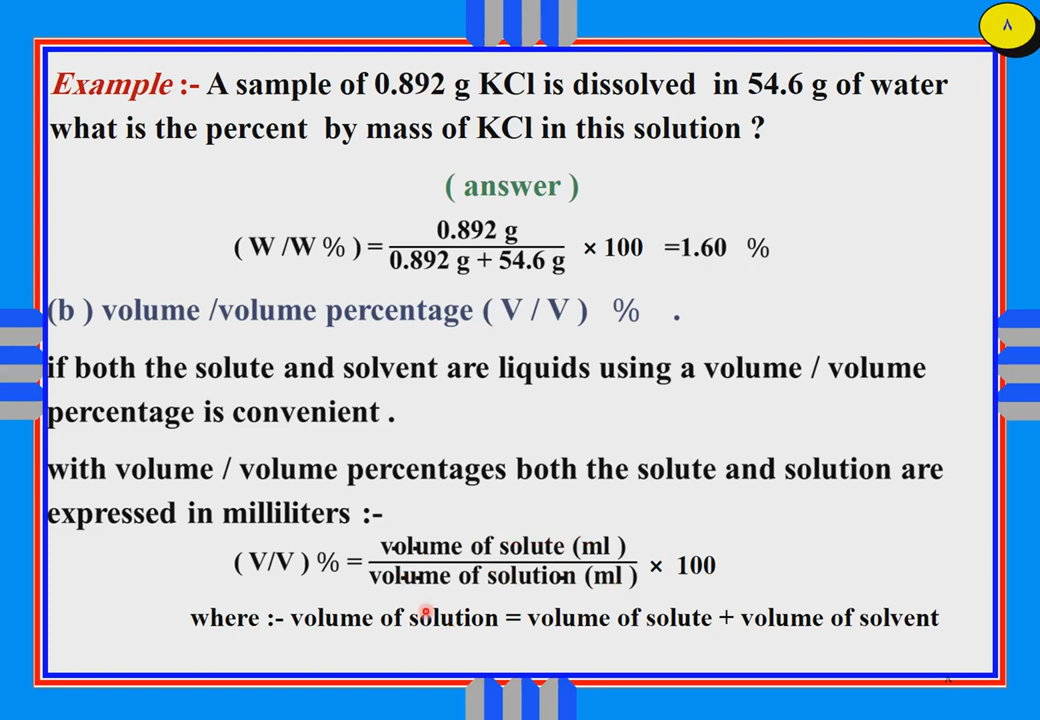 ٨
Example :- A sample of 0.892 g KCl is dissolved in 54.6 g of water
what is the percent by mass of KCl in this solution ?
( answer )
( W /W % ) = 0.892 g / 0.892 g + 54.6 g × 100 =1.60 %
(b ) volume /volume percentage ( V / V ) % .
if both the solute and solvent are liquids using a volume / volume
percentage is convenient .
with volume / volume percentages both the solute and solution are
expressed in milliliters :-
( V/V ) % = volume of solute (ml ) / volume of solution (ml ) × 100
where :- volume of solution = volume of solute + volume of solvent
٨